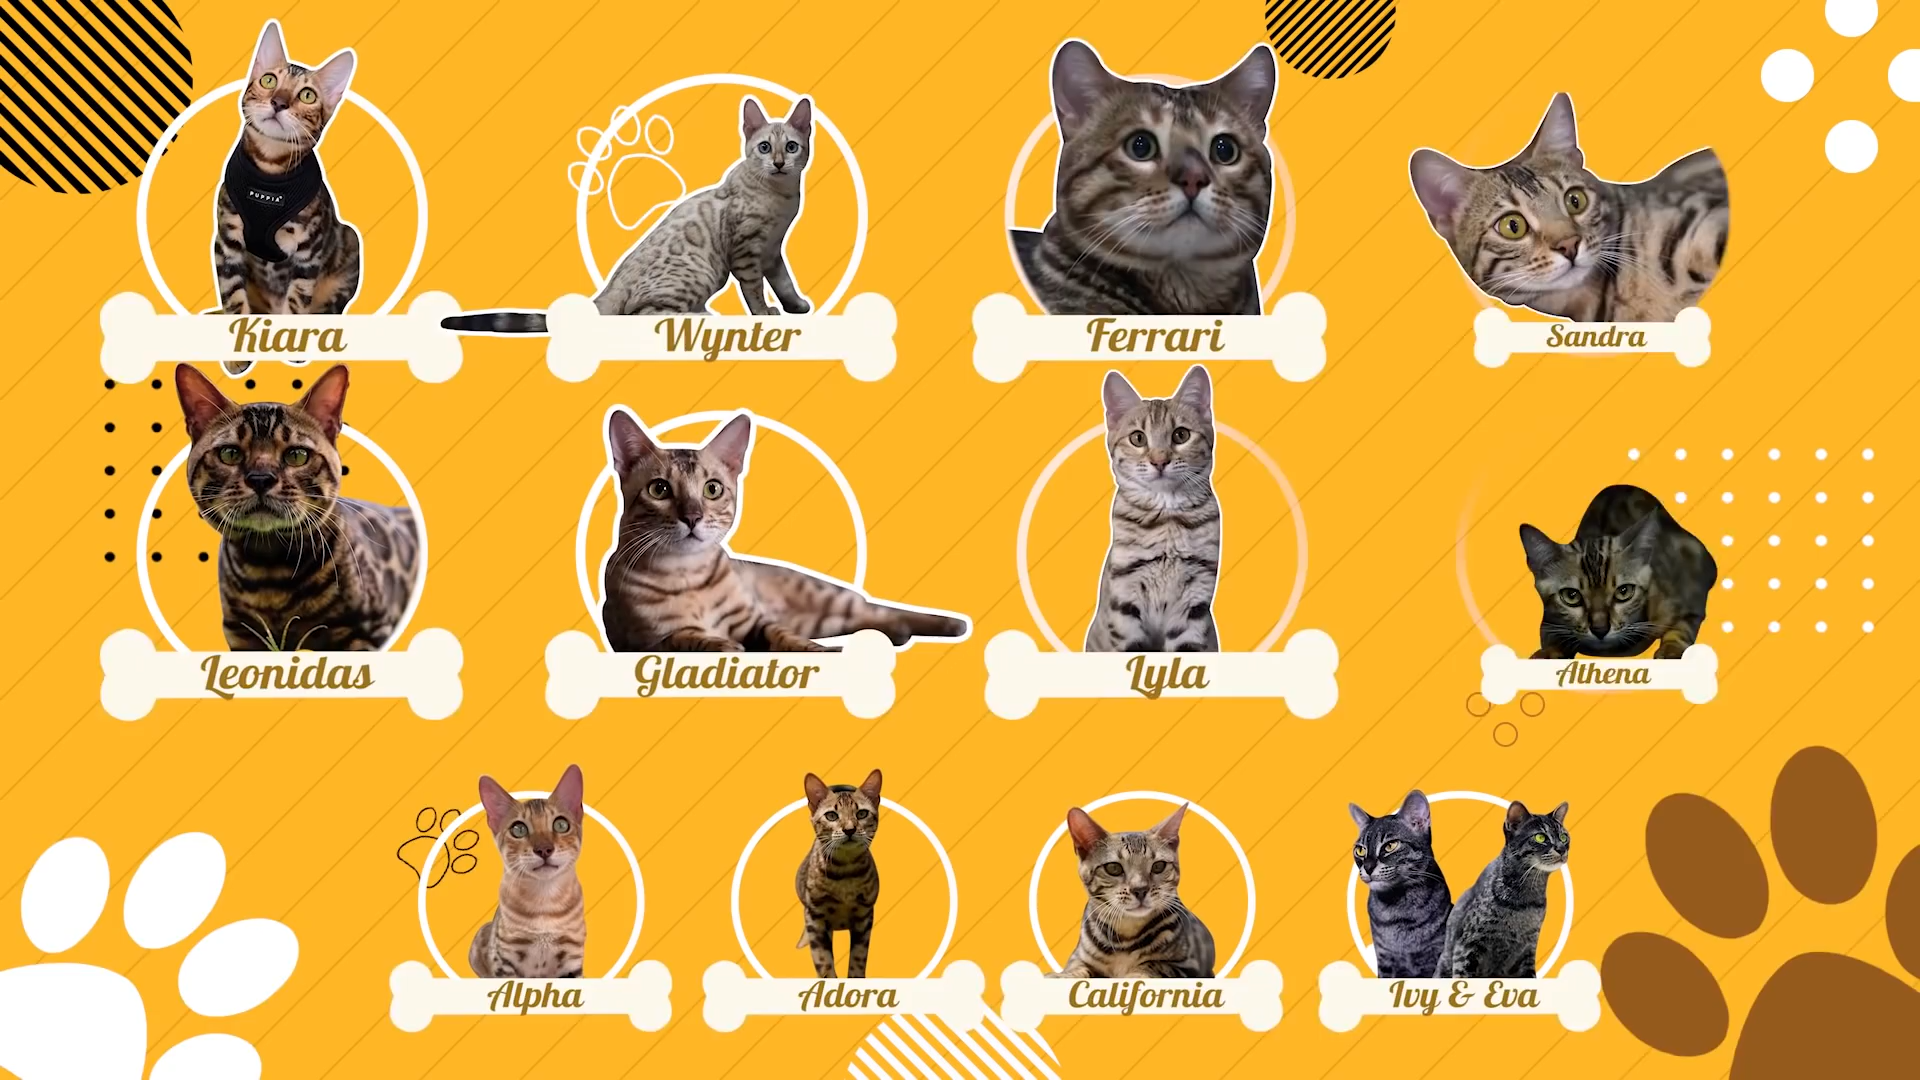 PUPPIA
Kiara
Wynter
Ferrari
Sandra
Leonidas
Gladiator
Lyla
Athena
Alpha
Adora
California
Ivy & Eva